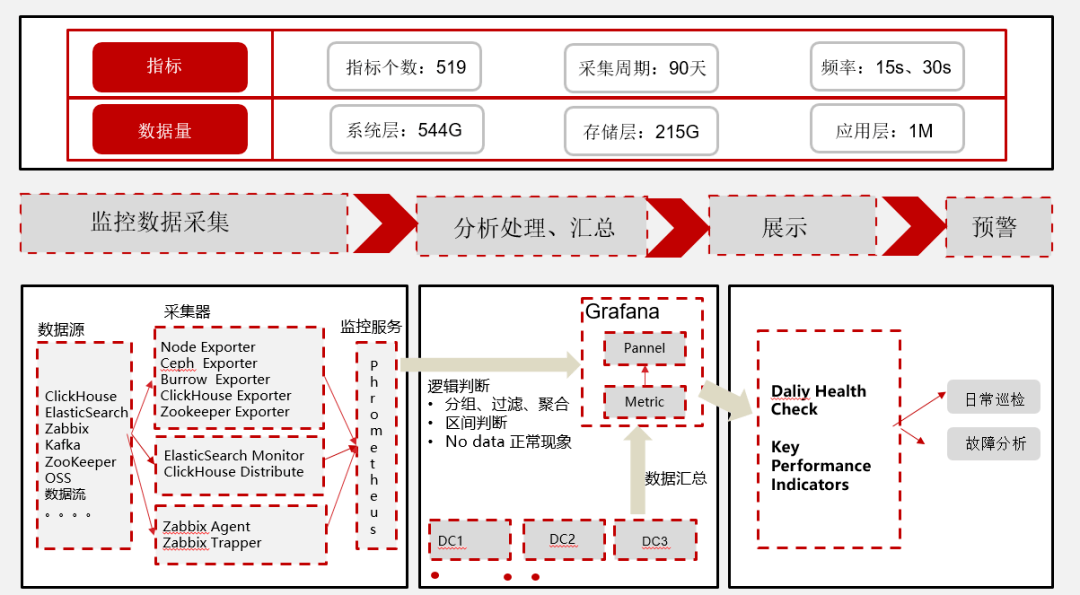 指标
指标个数：519
采集周期：90天
频率：15s、30s
数据量
系统层：544G
存储层：215G
应用层：1M
监控数据采集
分析处理、汇总
展示
预警
数据源
ClickHouse
ElasticSearch
Zabbix
Kafka
ZooKeeper
OSS
数据流
。。。。
采集器
Node Exporter
Ceph Exporter
Burrow Exporter
ClickHouse Exporter
Zookeeper Exporter
ElasticSearch Monitor
ClickHouse Distribute
Zabbix Agent
Zabbix Trapper
监控服务
Phrometheus
Grafana
Pannel
Metric
逻辑判断
• 分组、过滤、聚合
• 区间判断
• No data 正常现象
数据汇总
DC1
DC2
DC3
Daliy Health
Check
Key
Performance
Indicators
日常巡检
故障分析